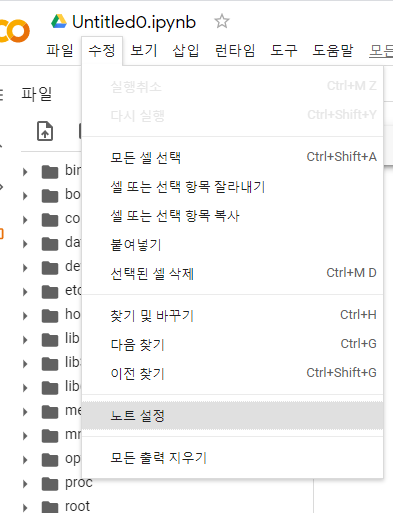 CO
Untitled0.ipynb
파일 수정 보기 삽입 런타임 도구 도움말 모든
파일
실행취소 Ctrl+M Z
다시 실행 Ctrl+Shift+Y
모든 셀 선택 Ctrl+Shift+A
셀 또는 선택 항목 잘라내기
셀 또는 선택 항목 복사
붙여넣기
선택된 셀 삭제 Ctrl+M D
찾기 및 바꾸기 Ctrl+H
다음 찾기 Ctrl+G
이전 찾기 Ctrl+Shift+G
노트 설정
모든 출력 지우기
bin
bo
co
da
de
etc
ho
lib
lib
lib
me
mn
op
proc
root